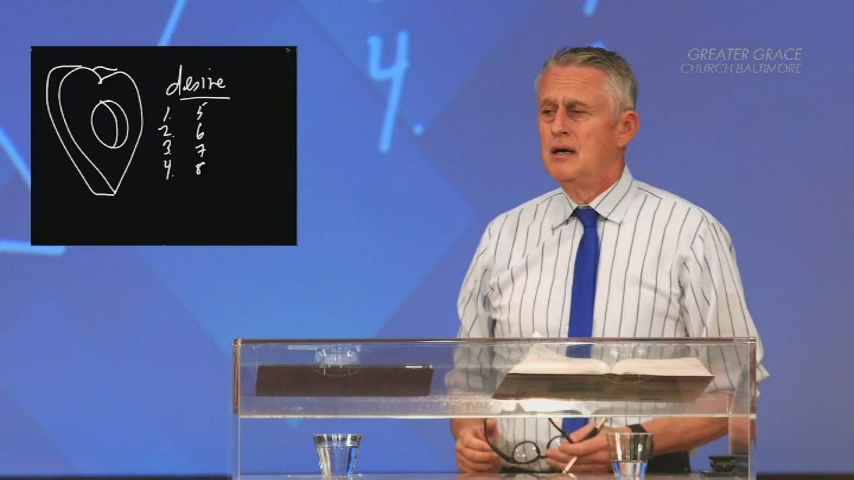 desire
1. 5
2. 6
3. 7
4. 8
4.
GREATER GRACE
CHURCH BALTIMORE